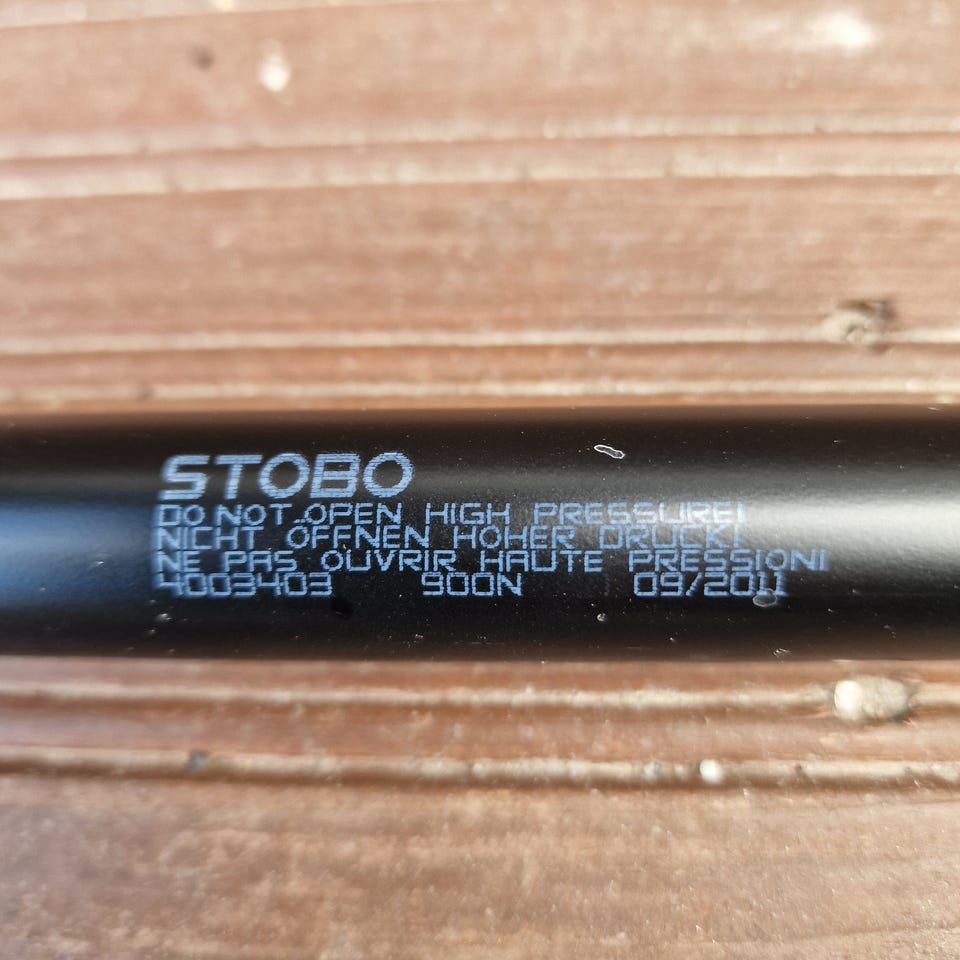 STOBO
DO NOT OPEN HIGH PRESSURE!
NICHT ÖFFNEN HOHER DRUCK!
NE PAS OUVRIR HAUTE PRESSION!
4003403 900N 09/2011